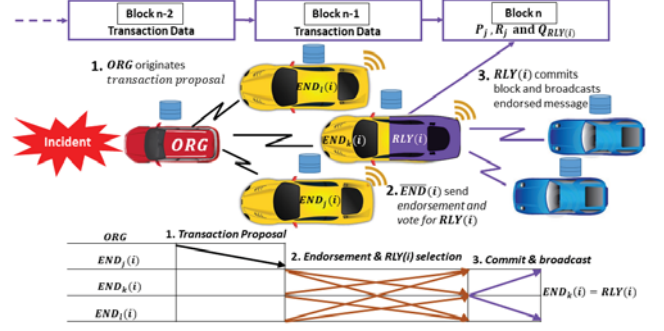 Block n-2
Transaction Data
Block n-1
Transaction Data
Block n
P_j, R_j and Q_RLY(i)
1. ORG originates
transaction proposal
END_l(i)
3. RLY(i) commits
block and broadcasts
endorsed message
Incident
ORG
END_k(i)
RLY(i)
END_j(i)
2. END(i) send
endorsement and
vote for RLY(i)
ORG
1. Transaction Proposal
END_j(i)
2. Endorsement & RLY(i) selection
3. Commit & broadcast
END_k(i)
END_k(i) = RLY(i)
END_l(i)